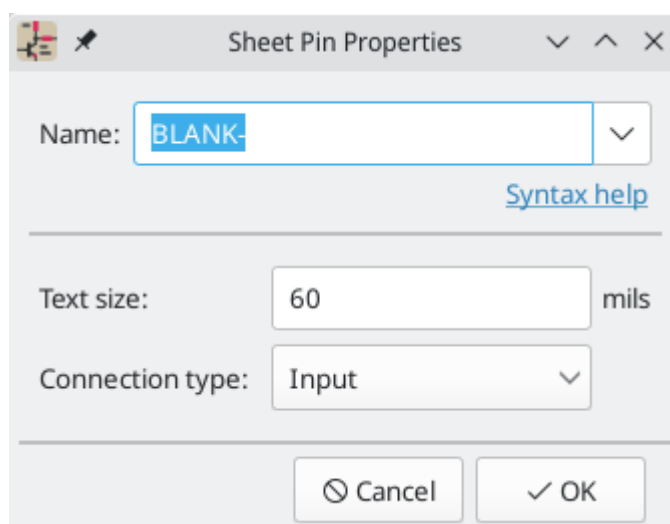 Sheet Pin Properties
Name: BLANK-
Syntax help
Text size: 60 mils
Connection type: Input
Cancel OK